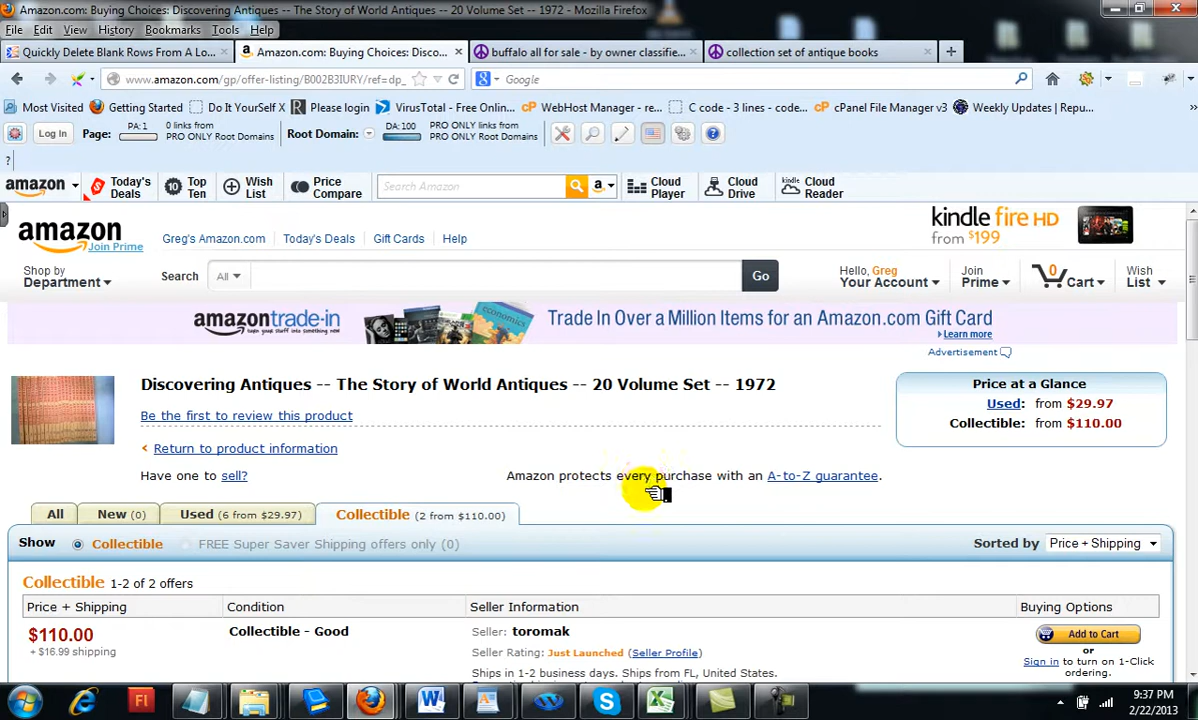 Amazon.com: Buying Choices: Discovering Antiques -- The Story of World Antiques -- 20 Volume Set -- 1972 - Mozilla Firefox
File Edit View History Bookmarks Tools Help
Quickly Delete Blank Rows From A Lo... Amazon.com: Buying Choices: Disco... buffalo all for sale - by owner classifie... collection set of antique books
www.amazon.com/gp/offer-listing/B002B3IURY/ref=dp_ Google
Most Visited Getting Started Do It YourSelf X Please login VirusTotal - Free Onlin... WebHost Manager - re... C code - 3 lines - code... cPanel File Manager v3 Weekly Updates | Repu...
Log In Page: PA: 1 0 links from PRO ONLY Root Domains Root Domain: DA: 100 PRO ONLY links from PRO ONLY Root Domains
?
amazon Today's Deals Top Ten Wish List Price Compare Search Amazon Cloud Player Cloud Drive Cloud Reader
amazon Join Prime Greg's Amazon.com Today's Deals Gift Cards Help kindle fire HD from $199
Shop by Department Search All Go Hello, Greg Your Account Join Prime 0 Cart Wish List
amazontrade-in economics Trade In Over a Million Items for an Amazon.com Gift Card
Learn more
Advertisement
Discovering Antiques -- The Story of World Antiques -- 20 Volume Set -- 1972
Be the first to review this product
Return to product information
Price at a Glance
Used: from $29.97
Collectible: from $110.00
Have one to sell? Amazon protects every purchase with an A-to-Z guarantee.
All New (0) Used (6 from $29.97) Collectible (2 from $110.00)
Show Collectible FREE Super Saver Shipping offers only (0) Sorted by Price + Shipping
Collectible 1-2 of 2 offers
Price + Shipping Condition Seller Information Buying Options
$110.00 Collectible - Good Seller: toromak Add to Cart
+ $16.99 shipping Seller Rating: Just Launched (Seller Profile) or
Sign in to turn on 1-Click ordering.
Ships in 1-2 business days. Ships from FL, United States.
9:37 PM
2/22/2013